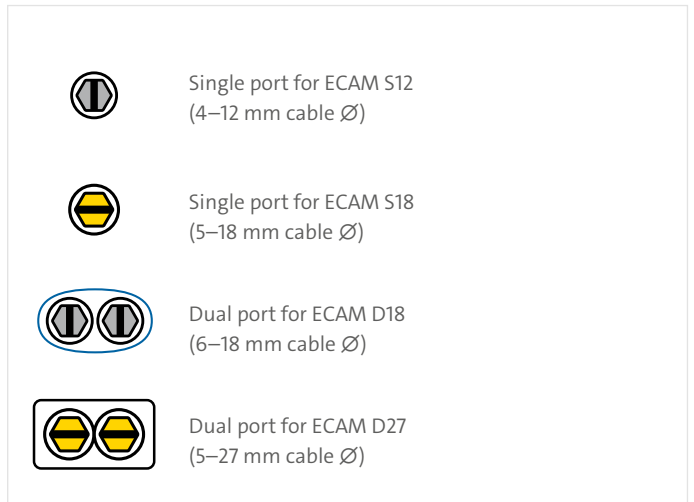 Single port for ECAM S12
(4–12 mm cable Ø)
Single port for ECAM S18
(5–18 mm cable Ø)
Dual port for ECAM D18
(6–18 mm cable Ø)
Dual port for ECAM D27
(5–27 mm cable Ø)